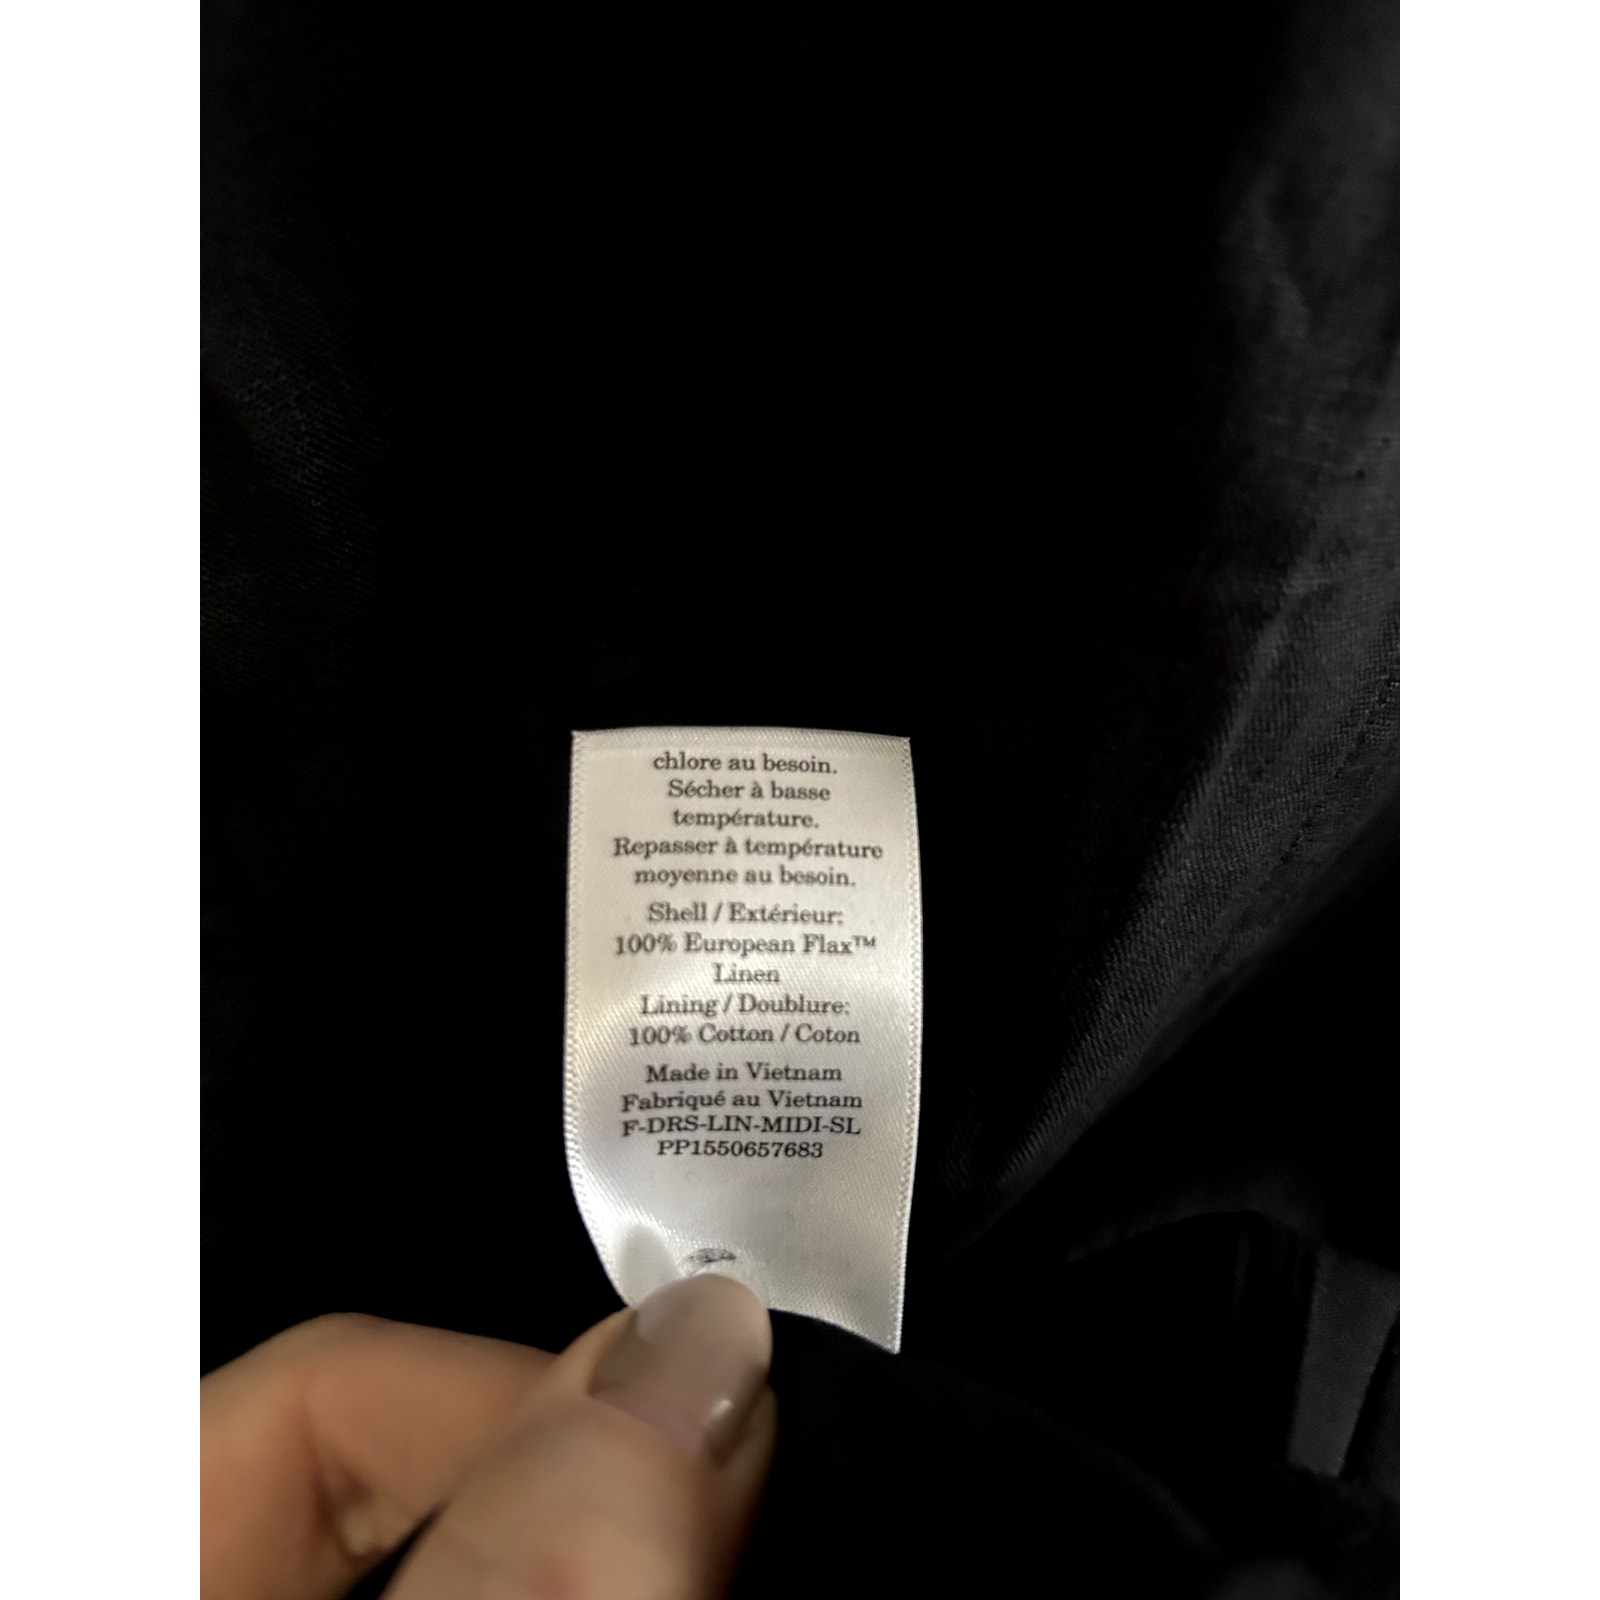 chlore au besoin.
Sécher à basse
température.
Repasser à température
moyenne au besoin.
Shell / Extérieur:
100% European Flax™
Linen
Lining / Doublure:
100% Cotton / Coton
Made in Vietnam
Fabriqué au Vietnam
F-DRS-LIN-MIDI-SL
PP1550657683